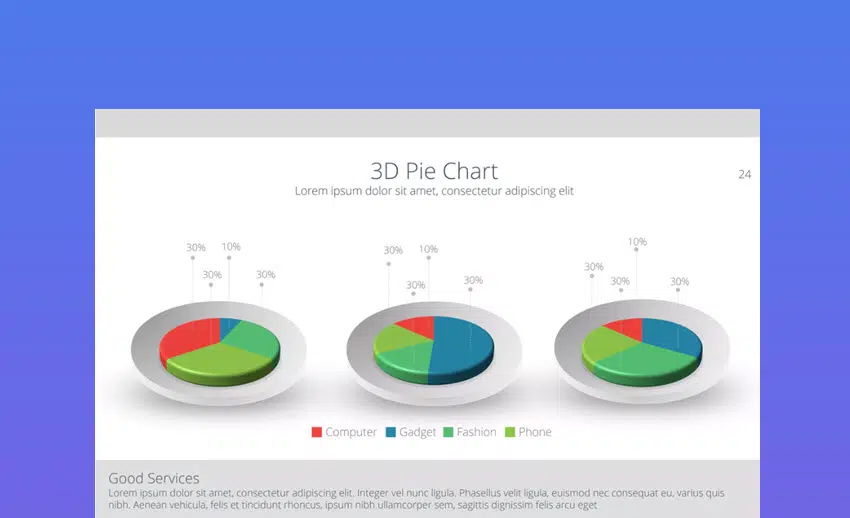 3D Pie Chart
Lorem ipsum dolor sit amet, consectetur adipiscing elit
24
30% 10%
30% 30%
30% 10%
30% 30%
10%
30% 30% 30%
Computer Gadget Fashion Phone
Good Services
Lorem ipsum dolor sit amet, consectetur adipiscing elit. Integer vel nunc ligula. Phasellus velit ligula, euismod nec consequat eu, varius quis
nibh. Aenean vehicula, felis et tincidunt rhoncus, ipsum nibh ullamcorper sem, sagittis dignissim felis arcu eget